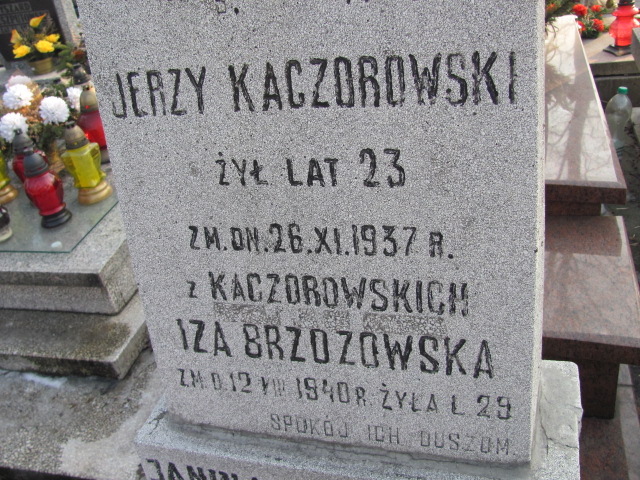 JERZY KACZOROWSKI
ŻYŁ LAT 23
ZM. DN. 26.XI.1937 R.
z KACZOROWSKICH
IZA BRZOZOWSKA
ZM D. 12 VIII 1940 R. ŻYŁA L 29
SPOKÓJ ICH DUSZOM